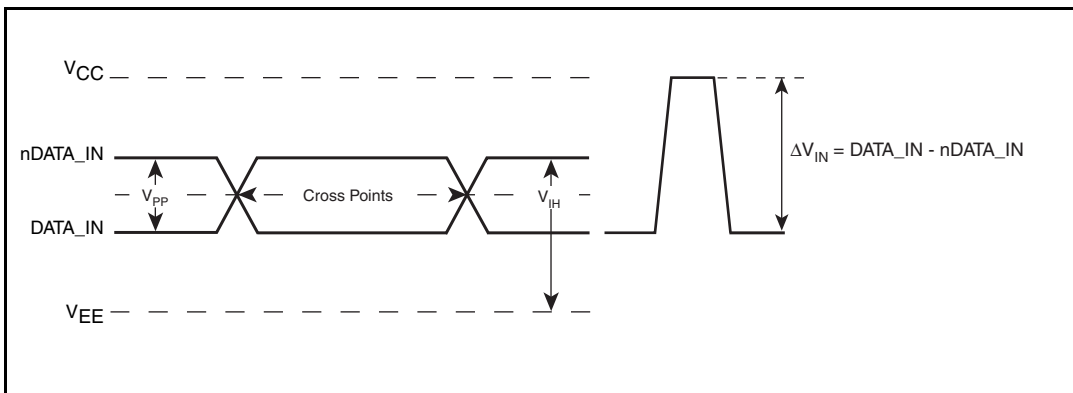 VCC
nDATA_IN
VPP
Cross Points
VIH
DATA_IN
VEE
ΔVIN = DATA_IN - nDATA_IN